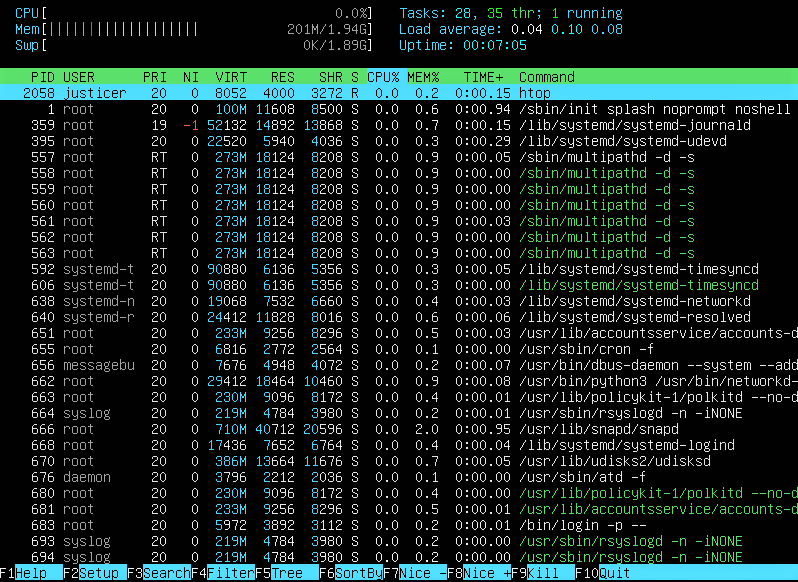 CPU[ 0.0%] Tasks: 28, 35 thr; 1 running
Mem[||||||||||||||||||| 201M/1.94G] Load average: 0.04 0.10 0.08
Swp[ 0K/1.89G] Uptime: 00:07:05
PID USER PRI NI VIRT RES SHR S CPU% MEM% TIME+ Command
2058 justicer 20 0 8052 4000 3272 R 0.0 0.2 0:00.15 htop
1 root 20 0 100M 11608 8500 S 0.0 0.6 0:00.94 /sbin/init splash noprompt noshell
359 root 19 -1 52132 14892 13868 S 0.0 0.7 0:00.15 /lib/systemd/systemd-journald
395 root 20 0 22520 5940 4036 S 0.0 0.3 0:00.29 /lib/systemd/systemd-udevd
557 root RT 0 273M 18124 8208 S 0.0 0.9 0:00.05 /sbin/multipathd -d -s
558 root RT 0 273M 18124 8208 S 0.0 0.9 0:00.00 /sbin/multipathd -d -s
559 root RT 0 273M 18124 8208 S 0.0 0.9 0:00.00 /sbin/multipathd -d -s
560 root RT 0 273M 18124 8208 S 0.0 0.9 0:00.00 /sbin/multipathd -d -s
561 root RT 0 273M 18124 8208 S 0.0 0.9 0:00.03 /sbin/multipathd -d -s
562 root RT 0 273M 18124 8208 S 0.0 0.9 0:00.00 /sbin/multipathd -d -s
563 root RT 0 273M 18124 8208 S 0.0 0.9 0:00.00 /sbin/multipathd -d -s
592 systemd-t 20 0 90880 6136 5356 S 0.0 0.3 0:00.05 /lib/systemd/systemd-timesyncd
606 systemd-t 20 0 90880 6136 5356 S 0.0 0.3 0:00.00 /lib/systemd/systemd-timesyncd
638 systemd-n 20 0 19068 7532 6660 S 0.0 0.4 0:00.03 /lib/systemd/systemd-networkd
640 systemd-r 20 0 24412 11828 8016 S 0.0 0.6 0:00.05 /lib/systemd/systemd-resolved
651 root 20 0 233M 9256 8296 S 0.0 0.5 0:00.03 /usr/lib/accountsservice/accounts-d
655 root 20 0 6816 2772 2564 S 0.0 0.1 0:00.00 /usr/sbin/cron -f
656 messagebu 20 0 7676 4948 4072 S 0.0 0.2 0:00.06 /usr/bin/dbus-daemon --system --add
662 root 20 0 29412 18464 10460 S 0.0 0.9 0:00.08 /usr/bin/python3 /usr/bin/networkd-
663 root 20 0 230M 9096 8172 S 0.0 0.4 0:00.01 /usr/lib/policykit-1/polkitd --no-d
664 syslog 20 0 219M 4784 3980 S 0.0 0.2 0:00.01 /usr/sbin/rsyslogd -n -iNONE
666 root 20 0 710M 40712 20596 S 0.0 2.0 0:00.95 /usr/lib/snapd/snapd
668 root 20 0 17436 7652 6764 S 0.0 0.4 0:00.04 /lib/systemd/systemd-logind
670 root 20 0 386M 13664 11676 S 0.0 0.7 0:00.05 /usr/lib/udisks2/udisksd
676 daemon 20 0 3796 2212 2036 S 0.0 0.1 0:00.00 /usr/sbin/atd -f
680 root 20 0 230M 9096 8172 S 0.0 0.4 0:00.00 /usr/lib/policykit-1/polkitd --no-d
681 root 20 0 233M 9256 8296 S 0.0 0.5 0:00.01 /usr/lib/accountsservice/accounts-d
683 root 20 0 5972 3892 3112 S 0.0 0.2 0:00.01 /bin/login -p --
693 syslog 20 0 219M 4784 3980 S 0.0 0.2 0:00.00 /usr/sbin/rsyslogd -n -iNONE
694 syslog 20 0 219M 4784 3980 S 0.0 0.2 0:00.00 /usr/sbin/rsyslogd -n -iNONE
F1Help F2Setup F3SearchF4FilterF5Tree F6SortByF7Nice -F8Nice +F9Kill F10Quit